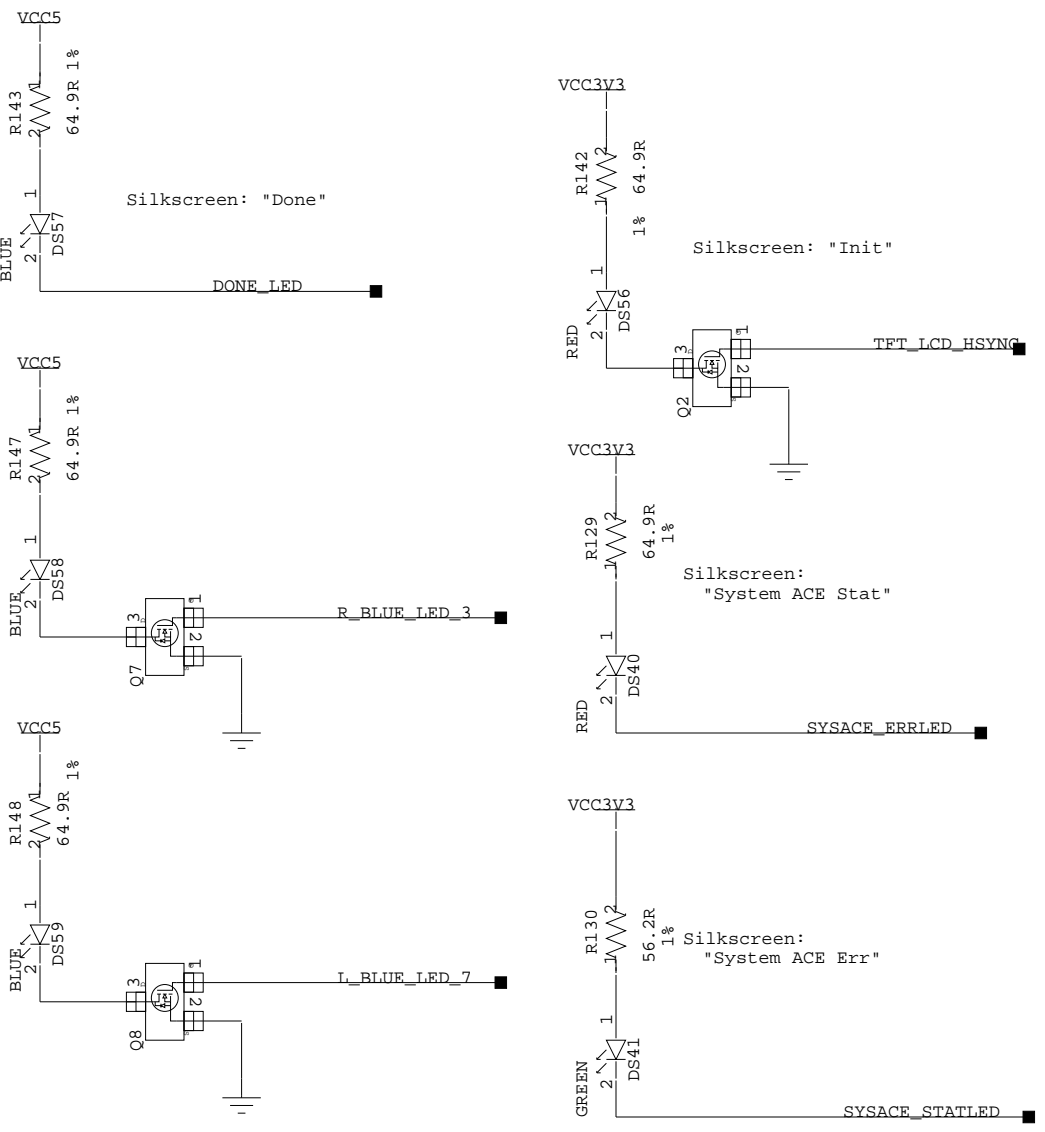 VCC5
R143
1
2
64.9R 1%
1
2
BLUE
DS57
Silkscreen: "Done"
DONE_LED
VCC5
R147
1
2
64.9R 1%
1
2
BLUE
DS58
3
1
2
Q7
R_BLUE_LED_3
VCC5
R148
1
2
64.9R 1%
1
2
BLUE
DS59
3
1
2
Q8
L_BLUE_LED_7
VCC3V3
R142
2
1
64.9R
1%
Silkscreen: "Init"
1
2
RED
DS56
3
1
2
Q2
TFT_LCD_HSYNC
VCC3V3
R129
2
1
64.9R
1%
Silkscreen:
"System ACE Stat"
1
2
RED
DS40
SYSACE_ERRLED
VCC3V3
R130
2
1
56.2R
1%
Silkscreen:
"System ACE Err"
1
2
GREEN
DS41
SYSACE_STATLED